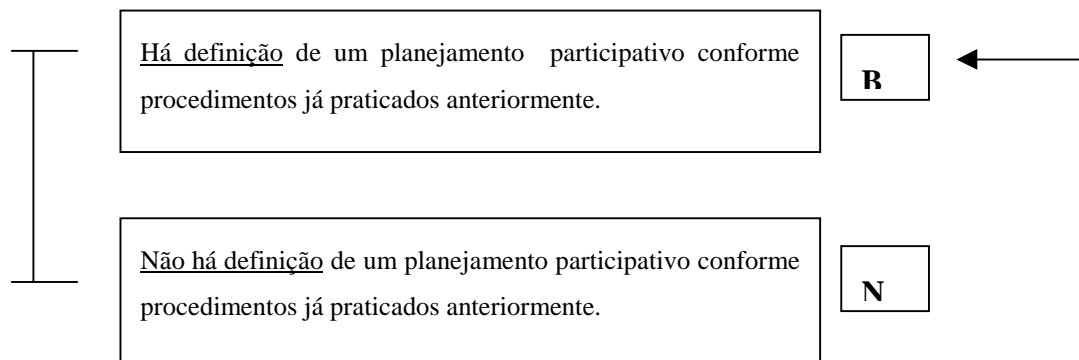 Há definição de um planejamento participativo conforme
procedimentos já praticados anteriormente.
B
Não há definição de um planejamento participativo conforme
procedimentos já praticados anteriormente.
N